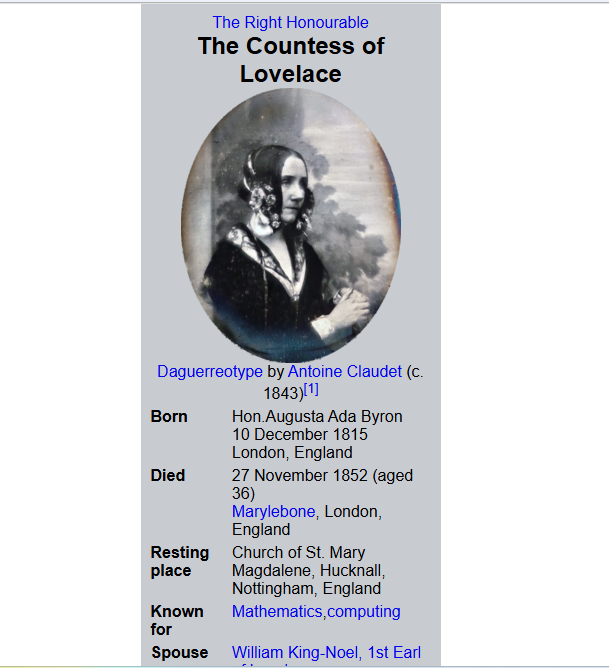 The Right Honourable
The Countess of
Lovelace
Daguerreotype by Antoine Claudet (c.
1843)[1]
Born Hon.Augusta Ada Byron
10 December 1815
London, England
Died 27 November 1852 (aged
36)
Marylebone, London,
England
Resting Church of St. Mary
place Magdalene, Hucknall,
Nottingham, England
Known Mathematics,computing
for
Spouse William King-Noel, 1st Earl